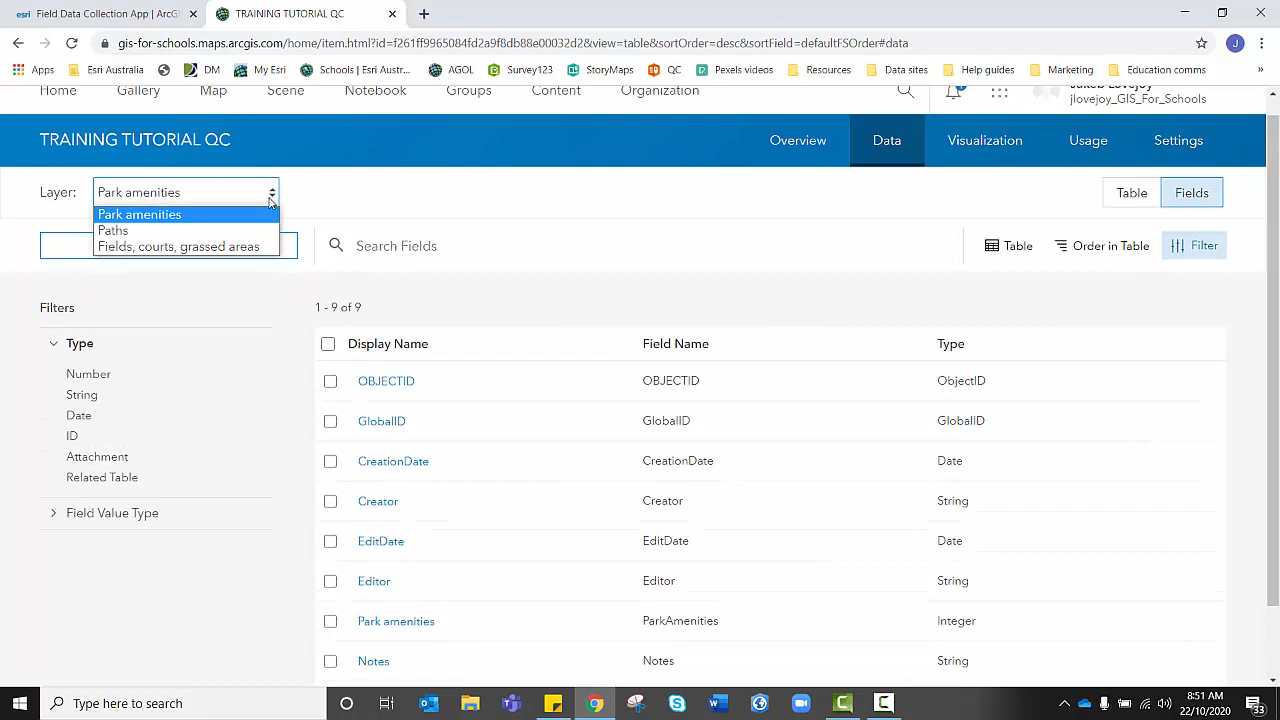 esri Field Data Collection App | ArcG
TRAINING TUTORIAL QC
gis-for-schools.maps.arcgis.com/home/item.html?id=f261ff9965084fd2a9f8db88e00032d2&view=table&sortOrder=desc&sortField=defaultFSOrder#data
J
Apps
Esri Australia
DM
My Esri
Schools | Esri Austr...
AGOL
Survey123
StoryMaps
QC
Pexels videos
Resources
Data sites
Help guides
Marketing
Education comms
»
Home
Gallery
Map
Scene
Notebook
Groups
Content
Organization
Jakeb Lovejoy
jlovejoy_GIS_For_Schools
TRAINING TUTORIAL QC
Overview
Data
Visualization
Usage
Settings
Layer:
Park amenities
Table
Fields
Park amenities
Paths
Fields, courts, grassed areas
Search Fields
Table
Order in Table
Filter
Filters
1 - 9 of 9
Type
Number
String
Date
ID
Attachment
Related Table
Field Value Type
Display Name Field Name Type
OBJECTID OBJECTID ObjectID
GlobalID GlobalID GlobalID
CreationDate CreationDate Date
Creator Creator String
EditDate EditDate Date
Editor Editor String
Park amenities ParkAmenities Integer
Notes Notes String
Type here to search
8:51 AM
22/10/2020
33